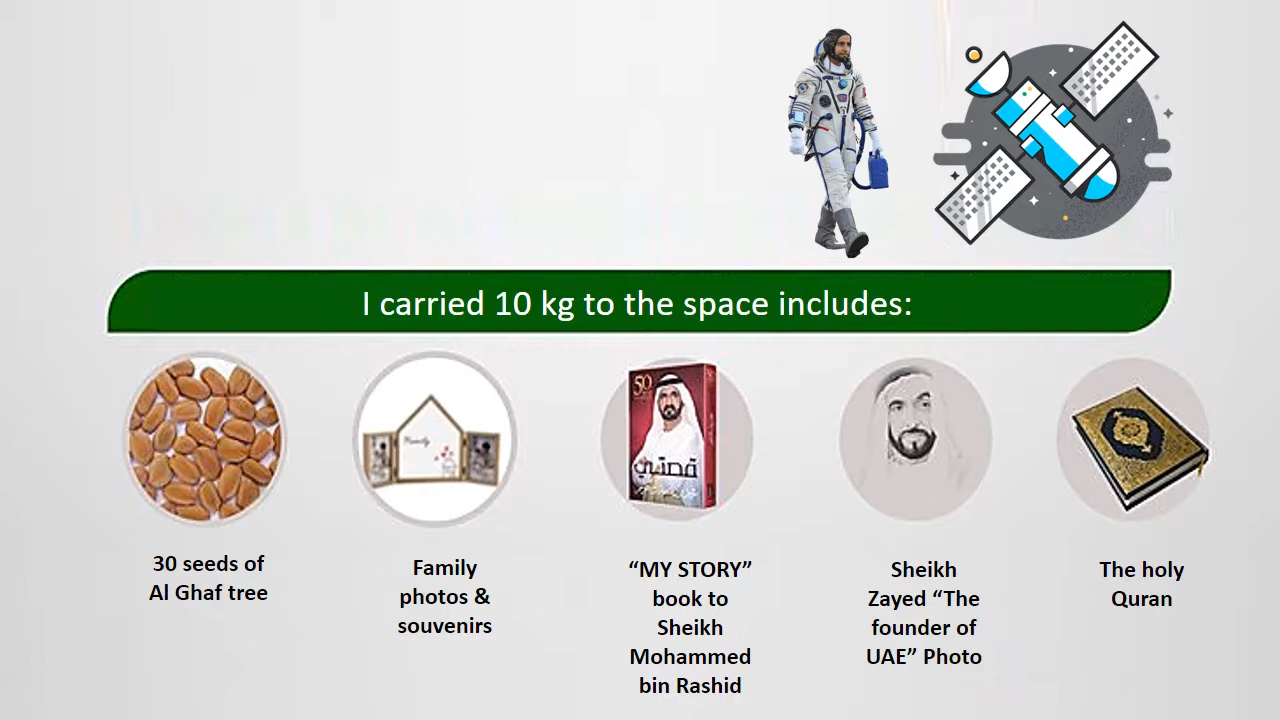 I carried 10 kg to the space includes:
30 seeds of
Al Ghaf tree
Family
photos &
souvenirs
“MY STORY”
book to
Sheikh
Mohammed
bin Rashid
Sheikh
Zayed “The
founder of
UAE” Photo
The holy
Quran
Family
50
قصتي